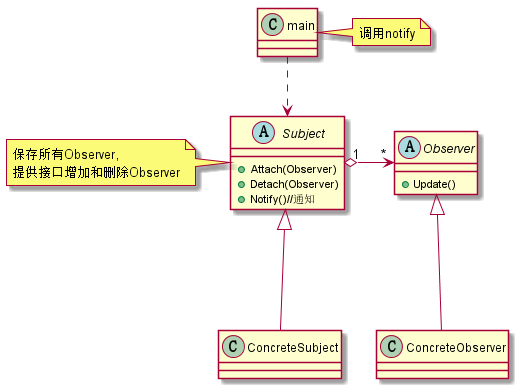 C main
调用notify
A Subject
Attach(Observer)
Detach(Observer)
Notify()//通知
保存所有Observer,
提供接口增加和删除Observer
1
*
A Observer
Update()
C ConcreteSubject
C ConcreteObserver